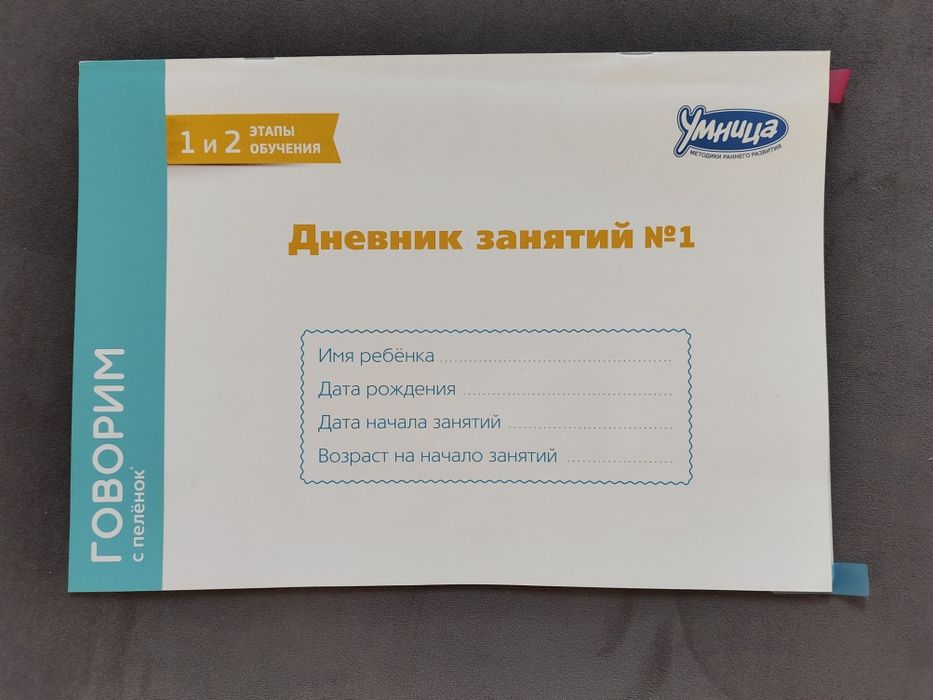 1 и 2 ЭТАПЫ
ОБУЧЕНИЯ
Умница
МЕТОДИКИ РАННЕГО РАЗВИТИЯ
Дневник занятий №1
Имя ребёнка
Дата рождения
Дата начала занятий
Возраст на начало занятий
ГОВОРИМ
с пелёнок®